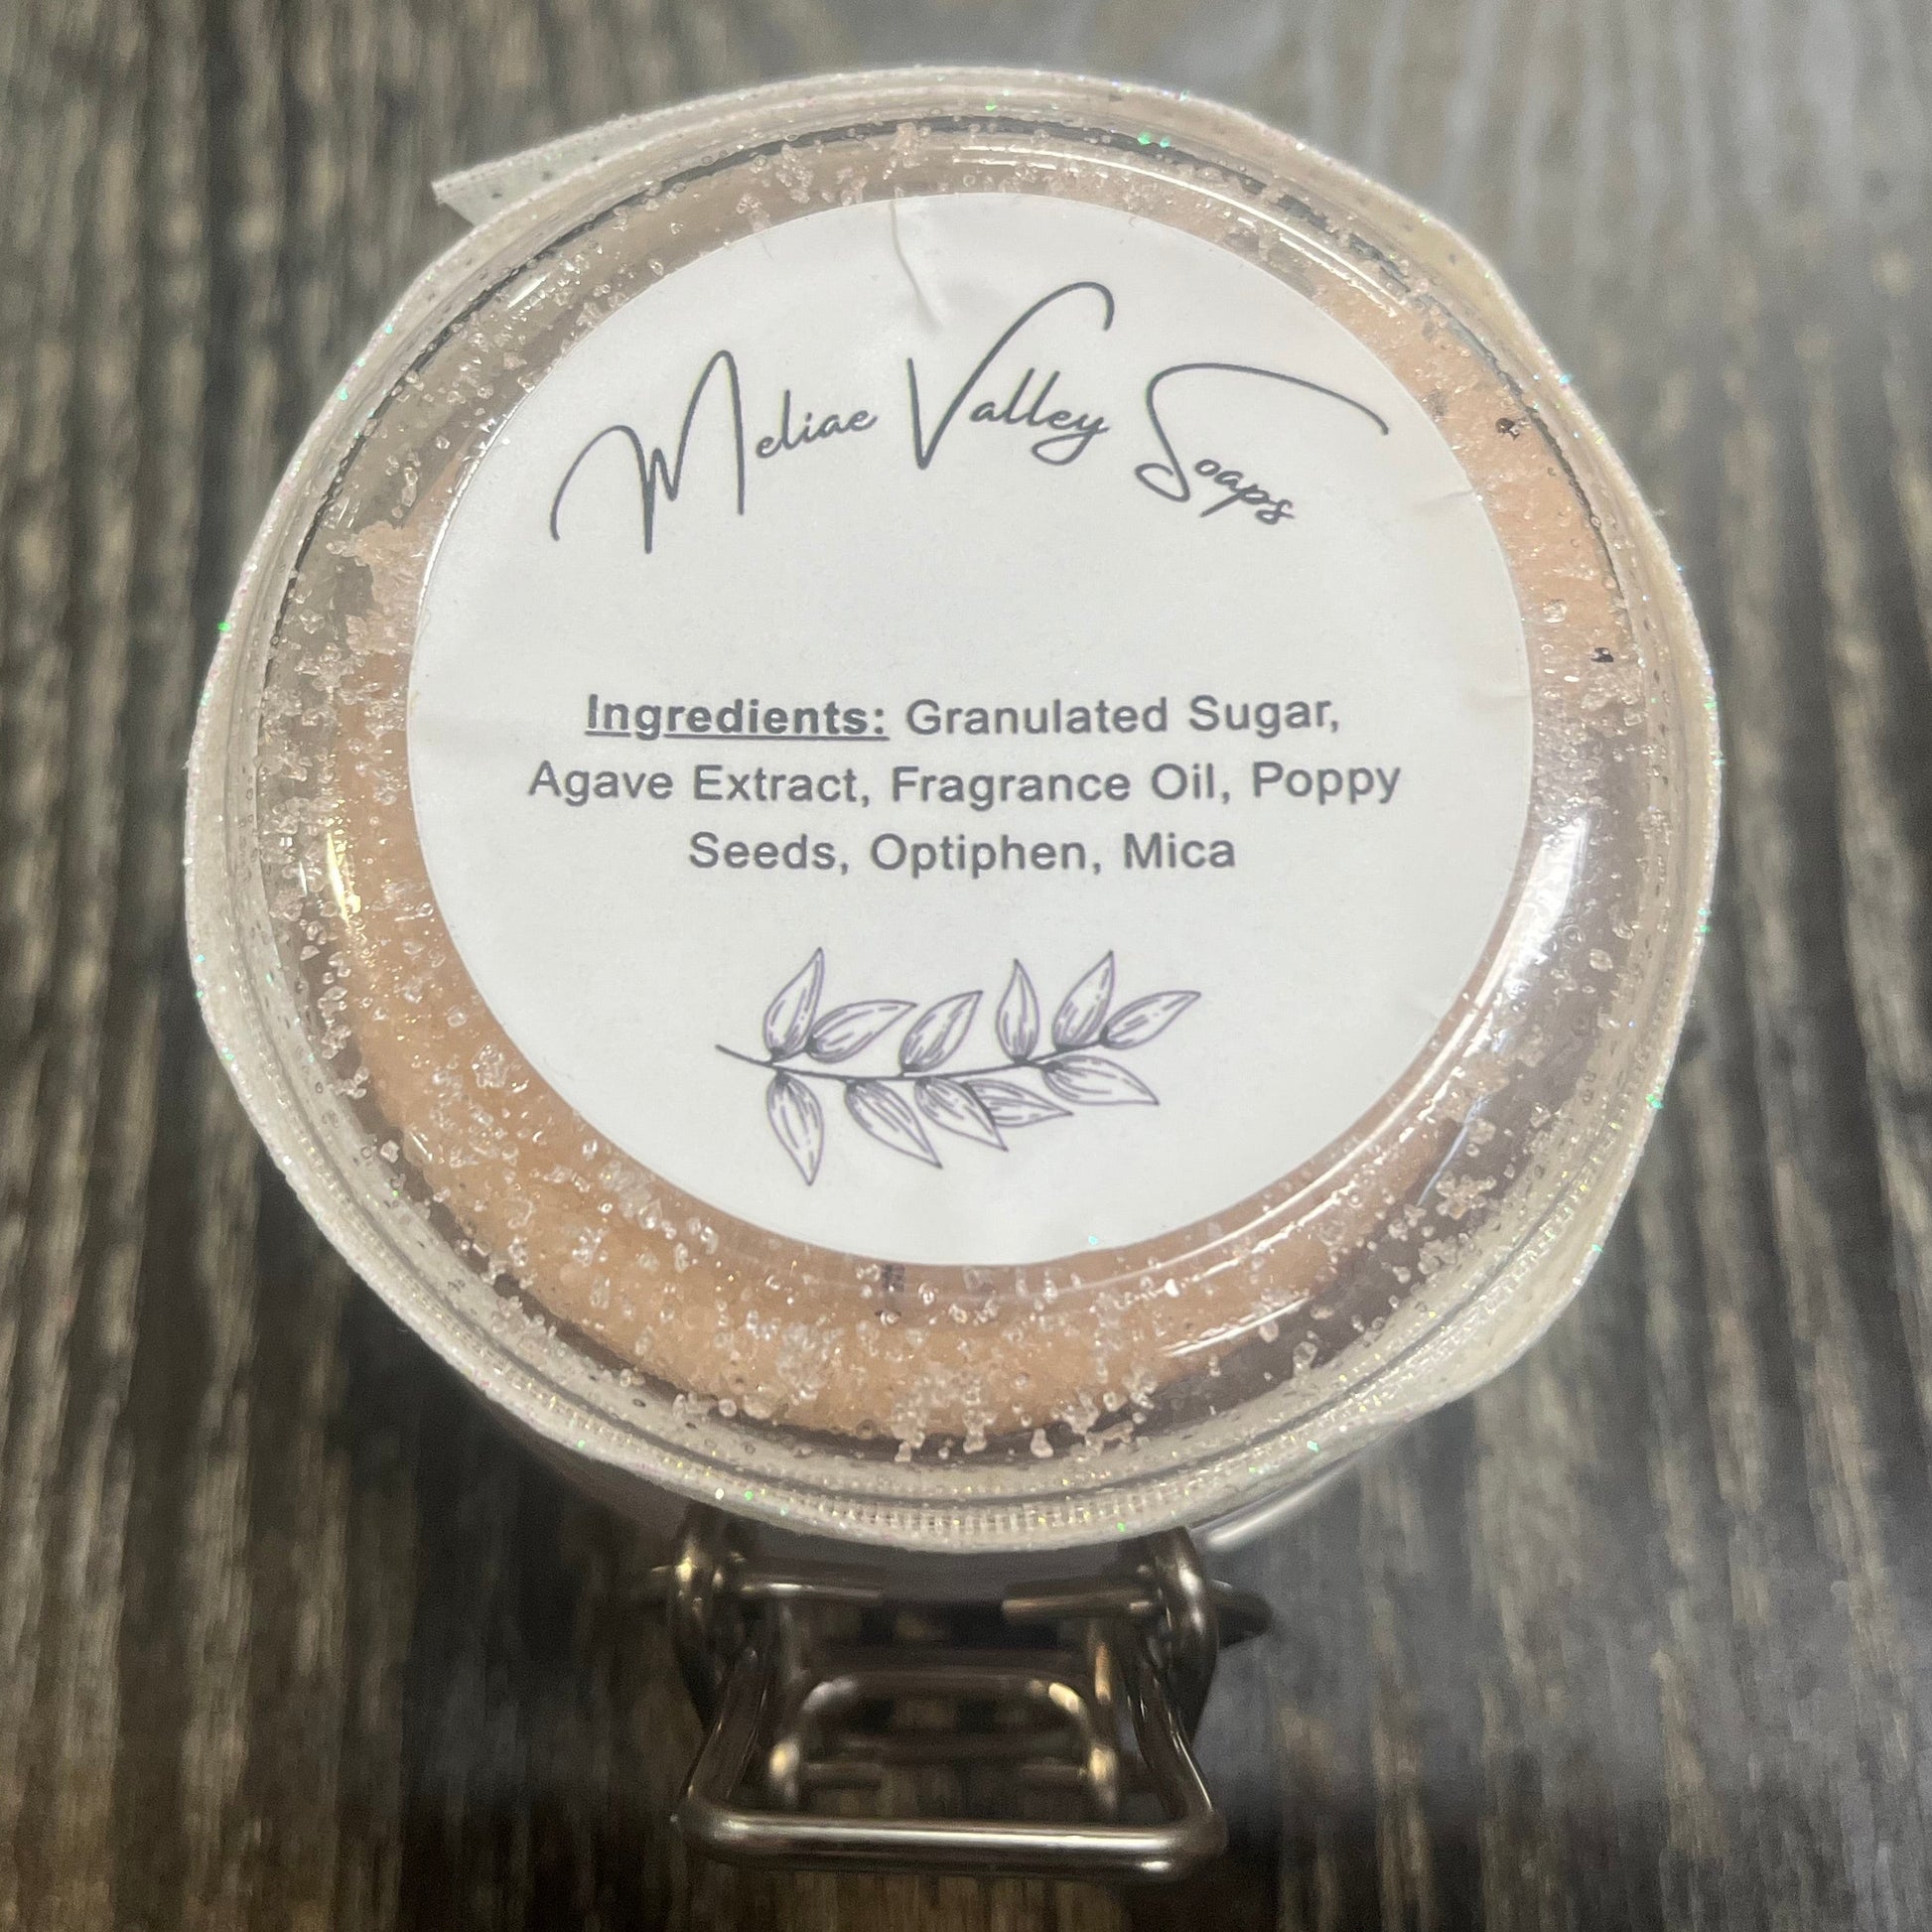 Meliae Valley Soaps
Ingredients: Granulated Sugar,
Agave Extract, Fragrance Oil, Poppy
Seeds, Optiphen, Mica